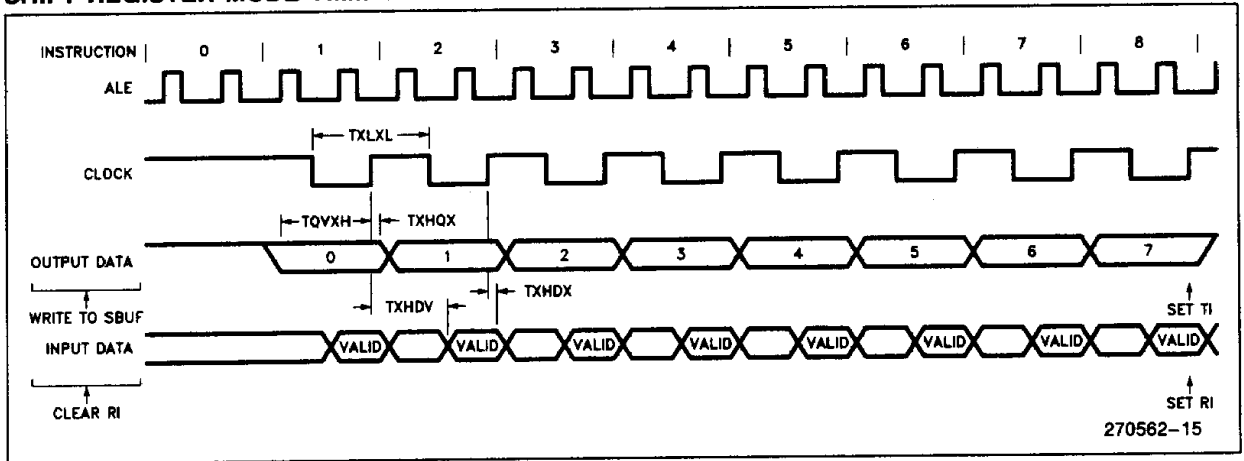 INSTRUCTION | 0 | 1 | 2 | 3 | 4 | 5 | 6 | 7 | 8 |
ALE
TXLXL
CLOCK
TQVXH TXHQX
OUTPUT DATA 0 1 2 3 4 5 6 7
TXHDV TXHDX
WRITE TO SBUF SET TI
INPUT DATA VALID VALID VALID VALID VALID VALID VALID VALID
CLEAR RI SET RI
270562-15